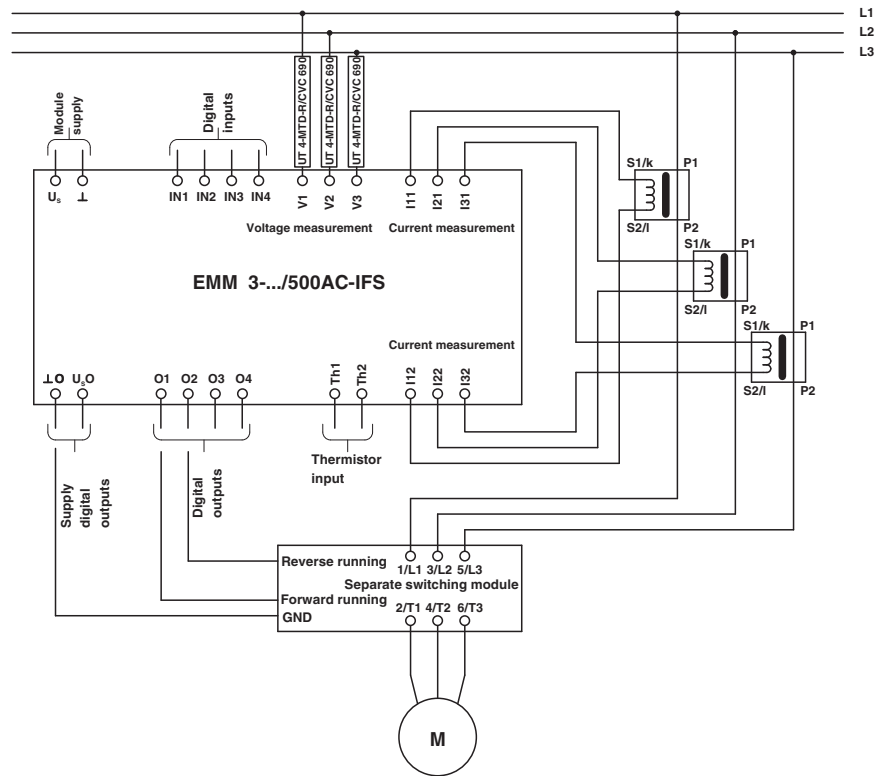 L1
L2
L3
UT 4-MTD-R/CVC 690
UT 4-MTD-R/CVC 690
UT 4-MTD-R/CVC 690
Module
supply
Digital
inputs
S1/k
P1
Us
⊥
IN1
IN2
IN3
IN4
V1
V2
V3
I11
I21
I31
Voltage measurement
Current measurement
S2/l
P2
S1/k
P1
EMM 3-.../500AC-IFS
S2/l
P2
S1/k
P1
Current measurement
⊥O
UsO
O1
O2
O3
O4
Th1
Th2
I12
I22
I32
S2/l
P2
Supply
digital
outputs
Digital
outputs
Thermistor
input
Reverse running
1/L1
3/L2
5/L3
Separate switching module
Forward running
2/T1
4/T2
6/T3
GND
M